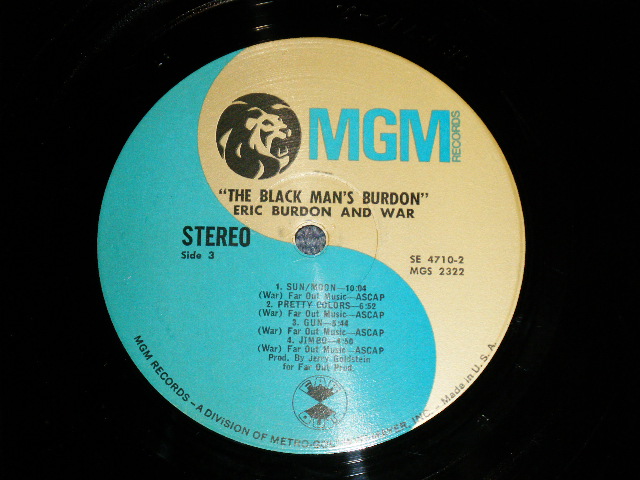 MGM
RECORDS
"THE BLACK MAN'S BURDON"
ERIC BURDON AND WAR
STEREO
Side 3
SE 4710-2
MGS 2322
1. SUN/MOON—10:04
(War) Far Out Music—ASCAP
2. PRETTY COLORS—6:52
(War) Far Out Music—ASCAP
3. GUN—5:44
(War) Far Out Music—ASCAP
4. JIMBO—4:50
(War) Far Out Music—ASCAP
Prod. By Jerry Goldstein
for Far Out Prod.
MGM RECORDS – A DIVISION OF METRO-GOLDWYN-MAYER, INC. – Made in U.S.A.